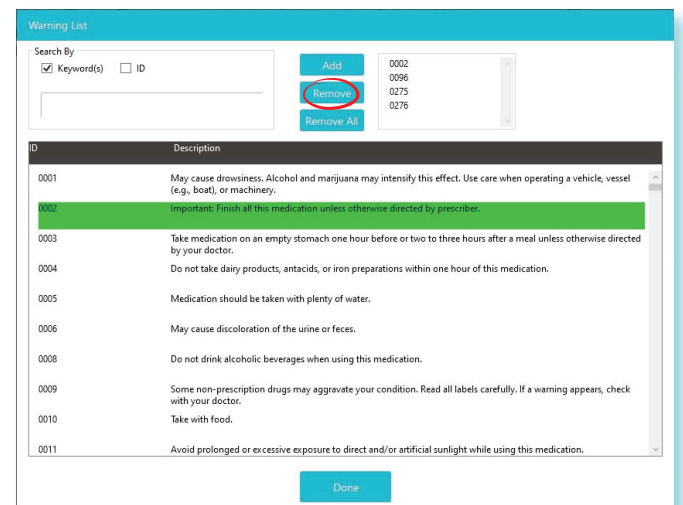 Warning List
Search By
Keyword(s) ID
Add
Remove
Remove All
0002
0096
0275
0276
ID Description
0001 May cause drowsiness. Alcohol and marijuana may intensify this effect. Use care when operating a vehicle, vessel
(e.g., boat), or machinery.
0002 Important: Finish all this medication unless otherwise directed by prescriber.
0003 Take medication on an empty stomach one hour before or two to three hours after a meal unless otherwise directed
by your doctor.
0004 Do not take dairy products, antacids, or iron preparations within one hour of this medication.
0005 Medication should be taken with plenty of water.
0006 May cause discoloration of the urine or feces.
0008 Do not drink alcoholic beverages when using this medication.
0009 Some non-prescription drugs may aggravate your condition. Read all labels carefully. If a warning appears, check
with your doctor.
0010 Take with food.
0011 Avoid prolonged or excessive exposure to direct and/or artificial sunlight while using this medication.
Done